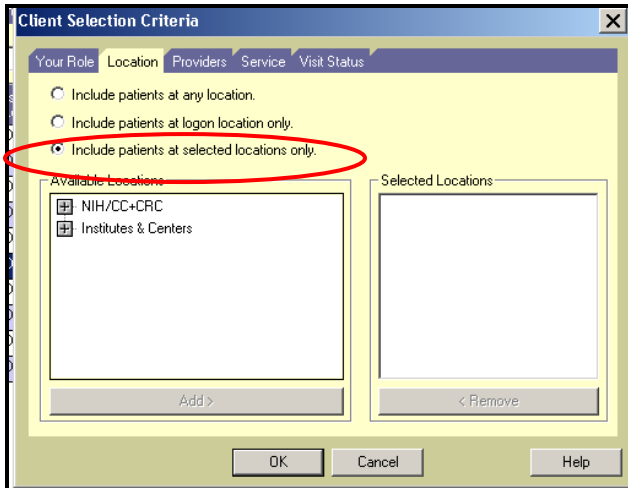 Client Selection Criteria
Your Role Location Providers Service Visit Status
Include patients at any location.
Include patients at logon location only.
Include patients at selected locations only.
Available Locations
Selected Locations
NIH/CC+CRC
Institutes & Centers
Add >
< Remove
OK Cancel Help